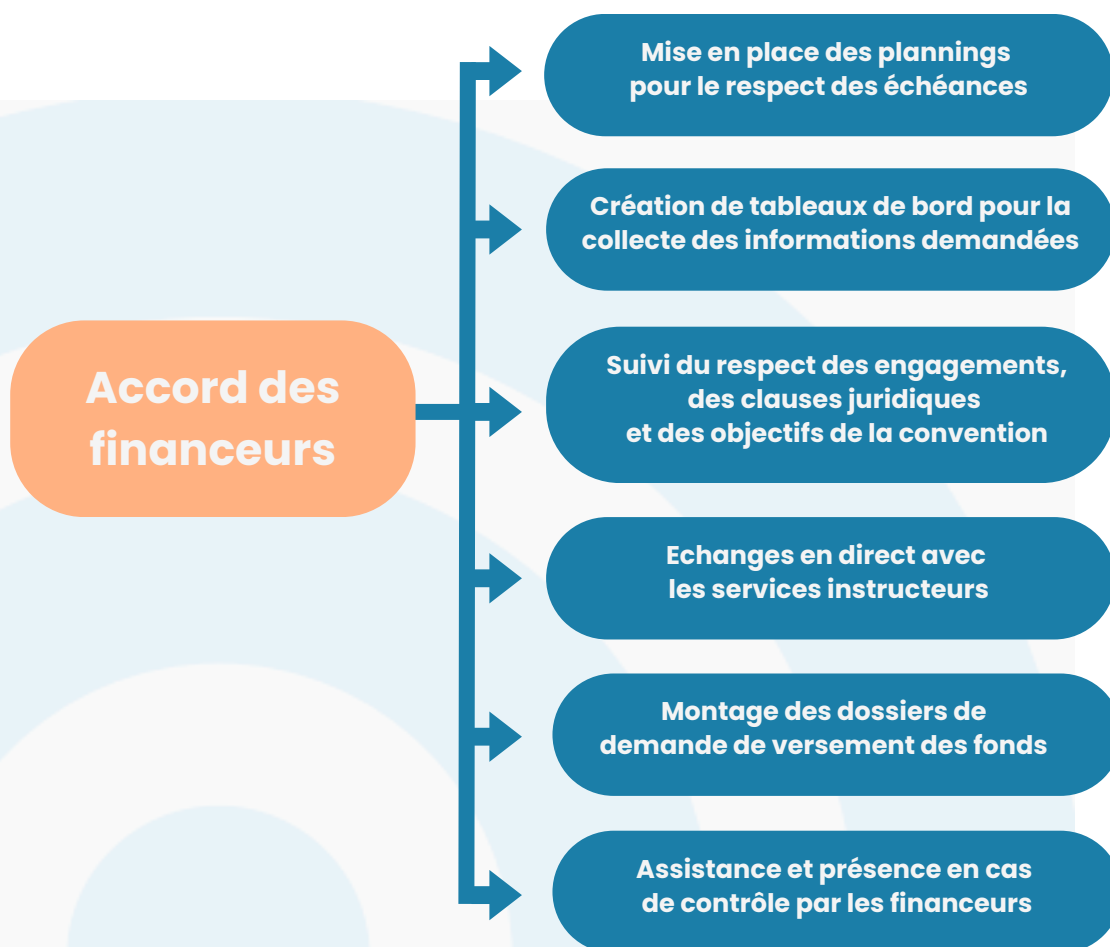 Mise en place des plannings
pour le respect des échéances
Création de tableaux de bord pour la
collecte des informations demandées
Accord des
financeurs
Suivi du respect des engagements,
des clauses juridiques
et des objectifs de la convention
Echanges en direct avec
les services instructeurs
Montage des dossiers de
demande de versement des fonds
Assistance et présence en cas
de contrôle par les financeurs